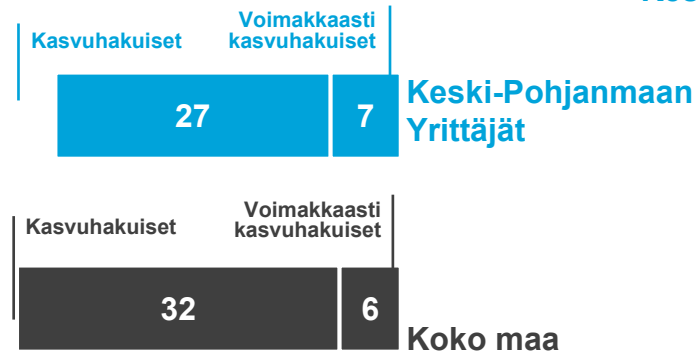 Kasvuhakuiset
Voimakkaasti
kasvuhakuiset
27
7
Keski-Pohjanmaan
Yrittäjät
Kasvuhakuiset
Voimakkaasti
kasvuhakuiset
32
6
Koko maa